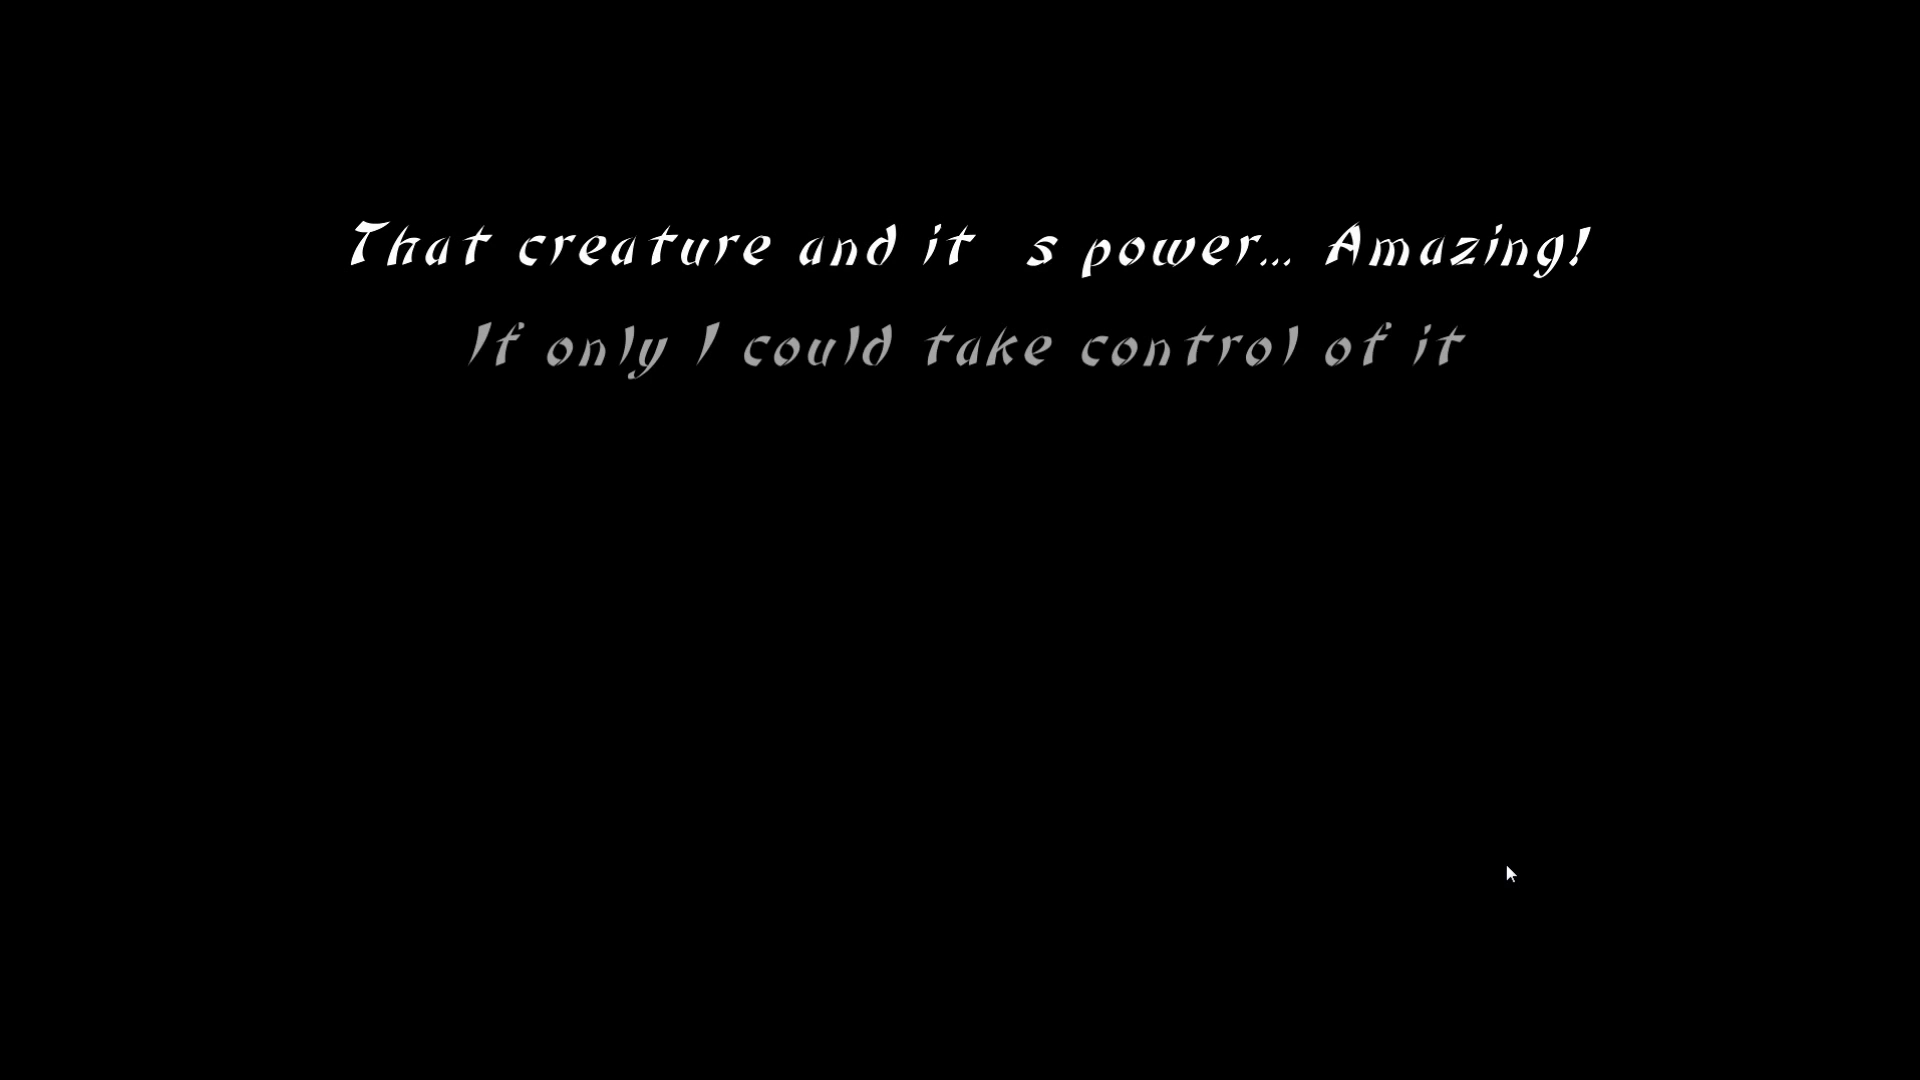 That creature and it s power... Amazing!
If only I could take control of it